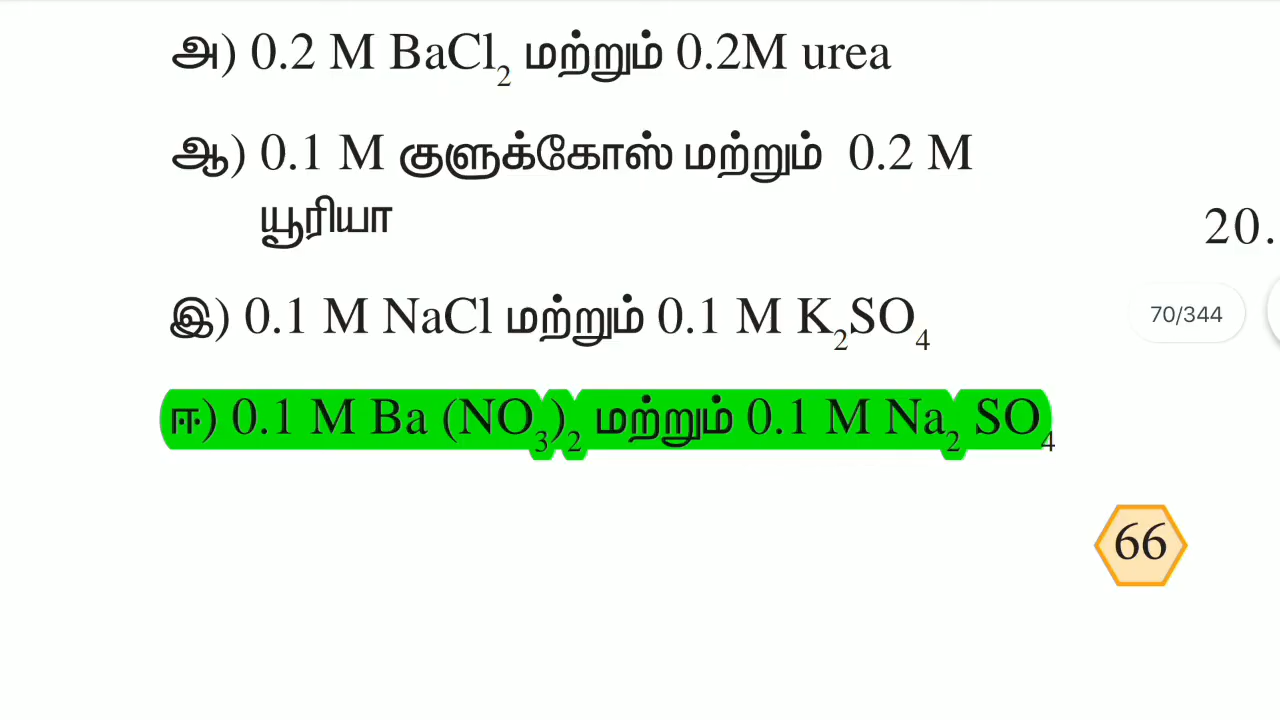 அ) 0.2 M BaCl₂ மற்றும் 0.2M urea
ஆ) 0.1 M குளுக்கோஸ் மற்றும் 0.2 M
யூரியா
20.
இ) 0.1 M NaCl மற்றும் 0.1 M K₂SO₄
70/344
ஈ) 0.1 M Ba (NO₃)₂ மற்றும் 0.1 M Na₂ SO₄
66